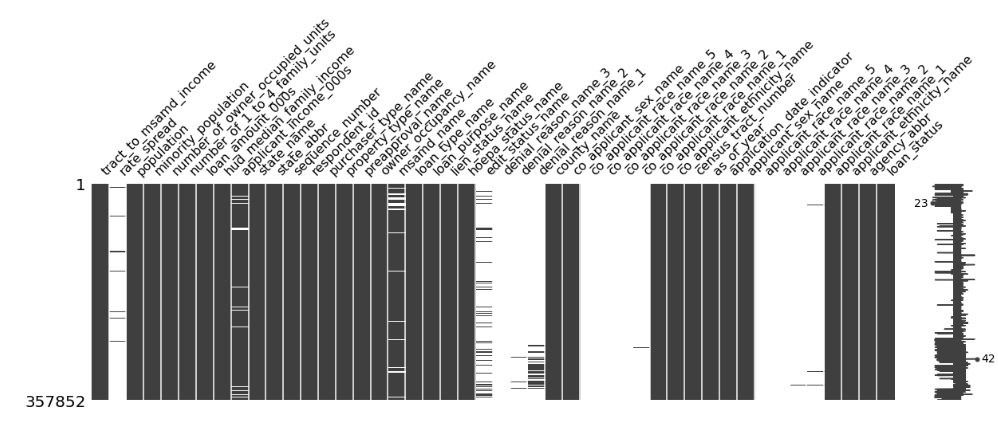 tract_to_msamd_income
rate_spread
population
minority_population
number_of_owner_occupied_units
number_of_1_to_4_family_units
loan_amount_000s
hud_median_family_income
applicant_income_000s
state_name
state_abbr
sequence_number
respondent_id
purchaser_type_name
property_type_name
preapproval_name
owner_occupancy_name
msamd_name
loan_type_name
loan_purpose_name
lien_status_name
hoepa_status_name
edit_status_name
denial_reason_name_3
denial_reason_name_2
denial_reason_name_1
county_name
co_applicant_sex_name
co_applicant_race_name_5
co_applicant_race_name_4
co_applicant_race_name_3
co_applicant_race_name_2
co_applicant_race_name_1
co_applicant_ethnicity_name
census_tract_number
as_of_year
application_date_indicator
applicant_sex_name
applicant_race_name_5
applicant_race_name_4
applicant_race_name_3
applicant_race_name_2
applicant_race_name_1
applicant_ethnicity_name
agency_abbr
loan_status
1
23
42
357852